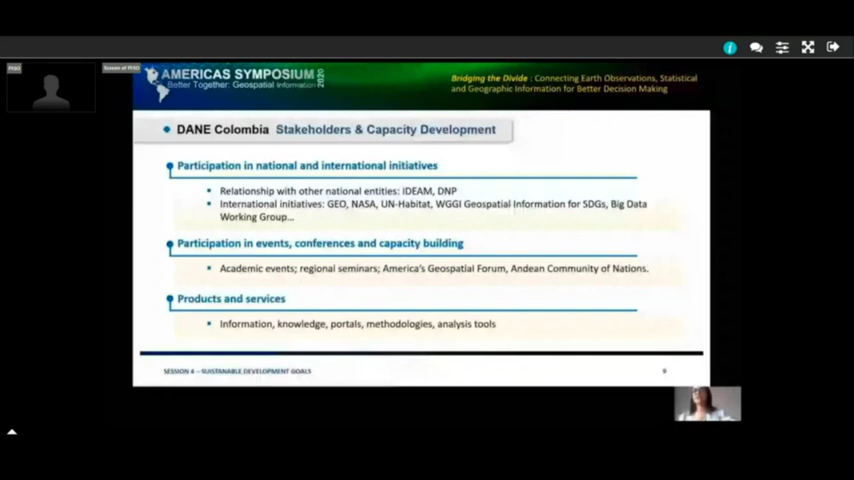 PFSO
Screen of PFSO
AMERICAS SYMPOSIUM 2020
Better Together: Geospatial Information
Bridging the Divide : Connecting Earth Observations, Statistical
and Geographic Information for Better Decision Making
DANE Colombia Stakeholders & Capacity Development
Participation in national and international initiatives
Relationship with other national entities: IDEAM, DNP
International initiatives: GEO, NASA, UN-Habitat, WGGI Geospatial Information for SDGs, Big Data
Working Group...
Participation in events, conferences and capacity building
Academic events; regional seminars; America's Geospatial Forum, Andean Community of Nations.
Products and services
Information, knowledge, portals, methodologies, analysis tools
SESSION 4 – SUSTAINABLE DEVELOPMENT GOALS
9